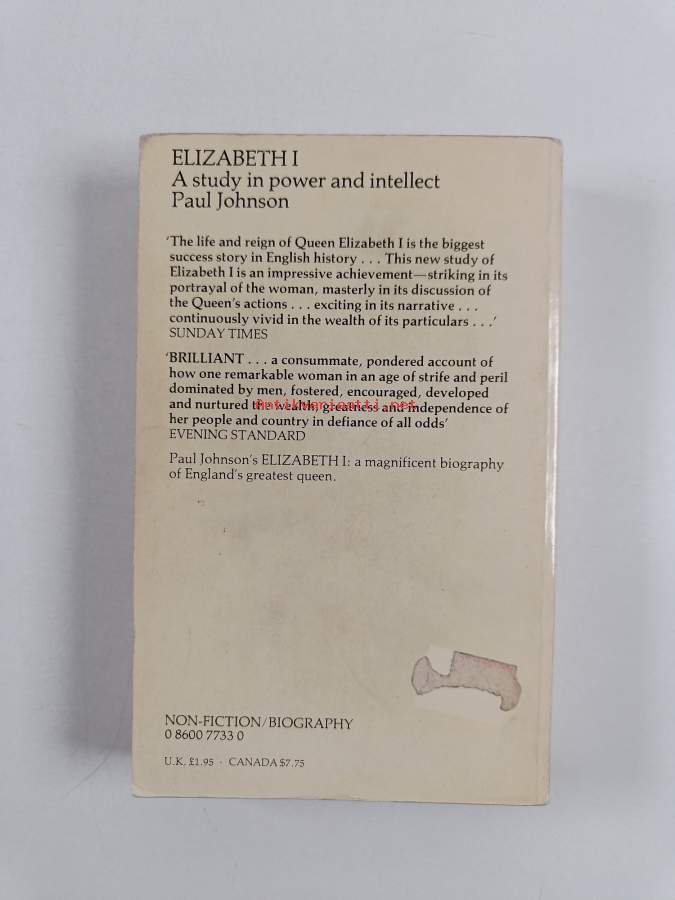 ELIZABETH I
A study in power and intellect
Paul Johnson
'The life and reign of Queen Elizabeth I is the biggest
success story in English history . . . This new study of
Elizabeth I is an impressive achievement—striking in its
portrayal of the woman, masterly in its discussion of
the Queen's actions . . . exciting in its narrative . . .
continuously vivid in the wealth of its particulars . . .'
SUNDAY TIMES
'BRILLIANT . . . a consummate, pondered account of
how one remarkable woman in an age of strife and peril
dominated by men, fostered, encouraged, developed
and nurtured the wealth, greatness and independence of
Antikvariaatti.net
her people and country in defiance of all odds'
EVENING STANDARD
Paul Johnson's ELIZABETH I: a magnificent biography
of England's greatest queen.
NON-FICTION/BIOGRAPHY
0 8600 7733 0
U.K. £1.95 · CANADA $7.75